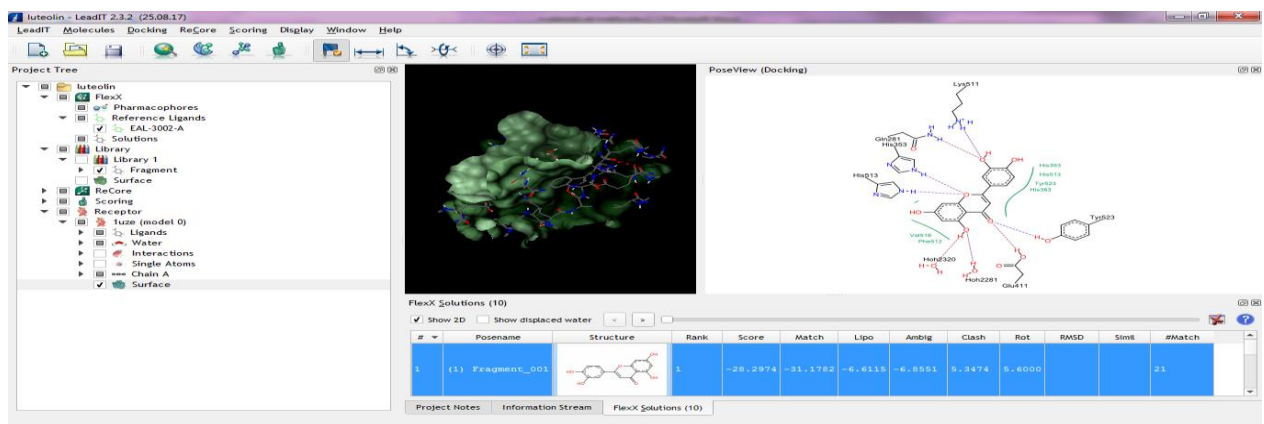 luteolin - LeadIT 2.3.2 (25.08.17)
LeadIT Molecules Docking ReCore Scoring Display Window Help
Project Tree
luteolin
FlexX
Pharmacophores
Reference Ligands
EAL-3002-A
Solutions
Library
Library 1
Fragment
Surface
ReCore
Scoring
Receptor
1uze (model 0)
Ligands
Water
Interactions
Single Atoms
Chain A
Surface
PoseView (Docking)
Lys511
Gln281
His353
His513
His353
His513
Tyr523
His383
Tyr523
Val518
Phe512
Hoh2320
Hoh2281
Glu411
FlexX Solutions (10)
Show 2D Show displaced water
# Posename Structure Rank Score Match Lipo Ambig Clash Rot RMSD Simil #Match
1 (1) Fragment_001 1 -28.2974 -31.1782 -6.6115 -6.8551 5.3474 5.6000 21
Project Notes Information Stream FlexX Solutions (10)